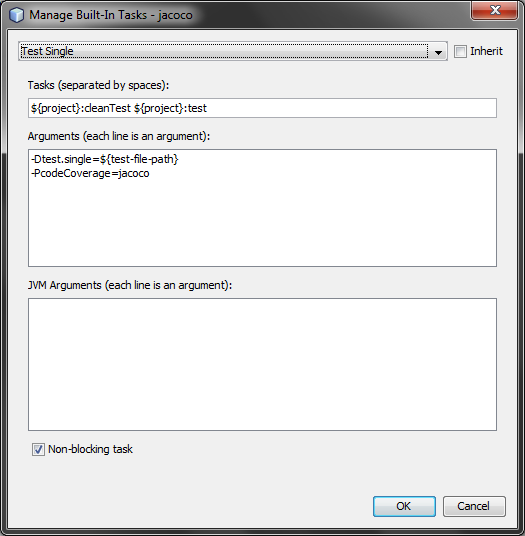 Manage Built-In Tasks - jacoco
Test Single
Inherit
Tasks (separated by spaces):
${project}:cleanTest ${project}:test
Arguments (each line is an argument):
-Dtest.single=${test-file-path}
-PcodeCoverage=jacoco
JVM Arguments (each line is an argument):
Non-blocking task
OK
Cancel